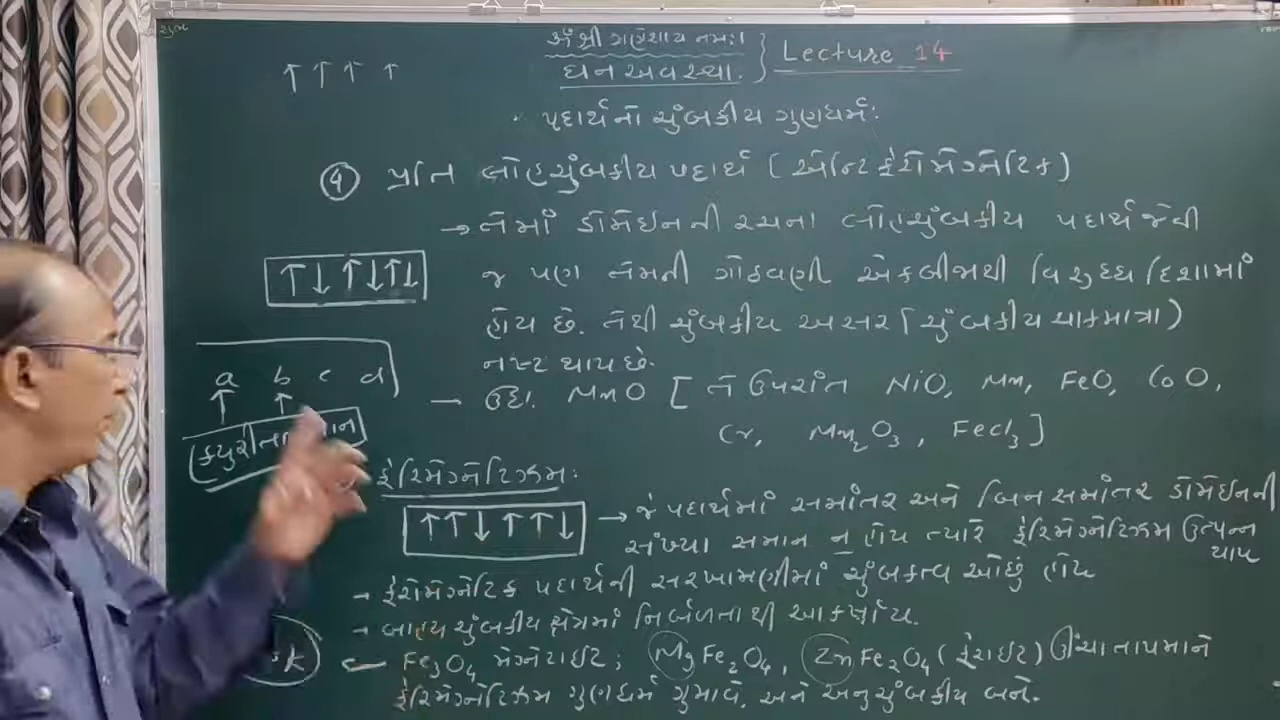 ૐ શ્રી ગણેશાય નમઃ।
ઘન અવસ્થા. } Lecture 14
પદાર્થના ચુંબકીય ગુણધર્મ:
④ પ્રતિ લોહચુંબકીય પદાર્થ (એન્ટિફેરોમેગ્નેટિક)
→ તેમાં ડોમેઇનની રચના લોહચુંબકીય પદાર્થ જેવી
↑↓↑↓↑↓ જ પણ તેમની ગોઠવણી એકબીજાથી વિરુધ્ધ દિશામાં
હોય છે. તેથી ચુંબકીય અસર (ચુંબકીય ચાકમાત્રા)
નષ્ટ થાય છે.
a b c d
↑ ↑
— ઉદા. MnO [ તે ઉપરાંત NiO, Mn, FeO, CoO,
Cr, Mn₂O₃, FeCl₃ ]
ક્યુરી
ફેરિમેગ્નેટિઝમ:
↑↑↓↑↑↓ → જે પદાર્થમાં સમાંતર અને બિનસમાંતર ડોમેઇનની
સંખ્યા સમાન ન હોય ત્યારે ફેરિમેગ્નેટિઝમ ઉત્પન્ન
થાય
→ ફેરોમેગ્નેટિક પદાર્થની સરખામણીમાં ચુંબકત્વ ઓછું હોય
→ બાહ્ય ચુંબકીય ક્ષેત્રમાં નિર્બળતાથી આકર્ષાય.
Fe₃O₄ મેગ્નેટાઈટ; MgFe₂O₄, ZnFe₂O₄ (ફેરાઈટ) ઊંચા તાપમાને
ફેરિમેગ્નેટિઝમ ગુણધર્મ ગુમાવે. અને અનુચુંબકીય બને.